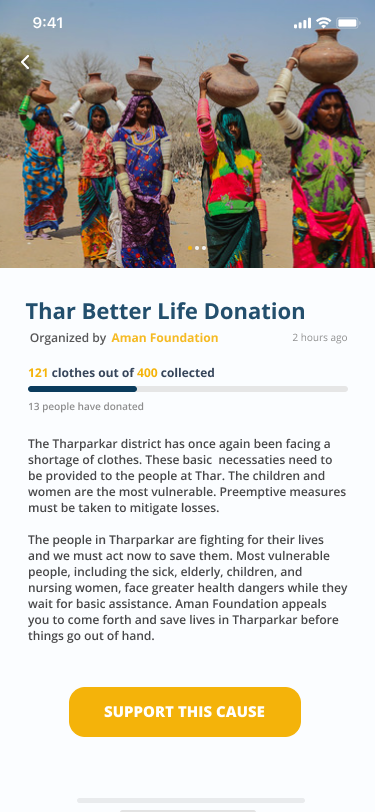 9:41
Thar Better Life Donation
Organized by Aman Foundation
2 hours ago
121 clothes out of 400 collected
13 people have donated
The Tharparkar district has once again been facing a
shortage of clothes. These basic  necessaties need to
be provided to the people at Thar. The children and
women are the most vulnerable. Preemptive measures
must be taken to mitigate losses.
The people in Tharparkar are fighting for their lives
and we must act now to save them. Most vulnerable
people, including the sick, elderly, children, and
nursing women, face greater health dangers while they
wait for basic assistance. Aman Foundation appeals
you to come forth and save lives in Tharparkar before
things go out of hand.
SUPPORT THIS CAUSE